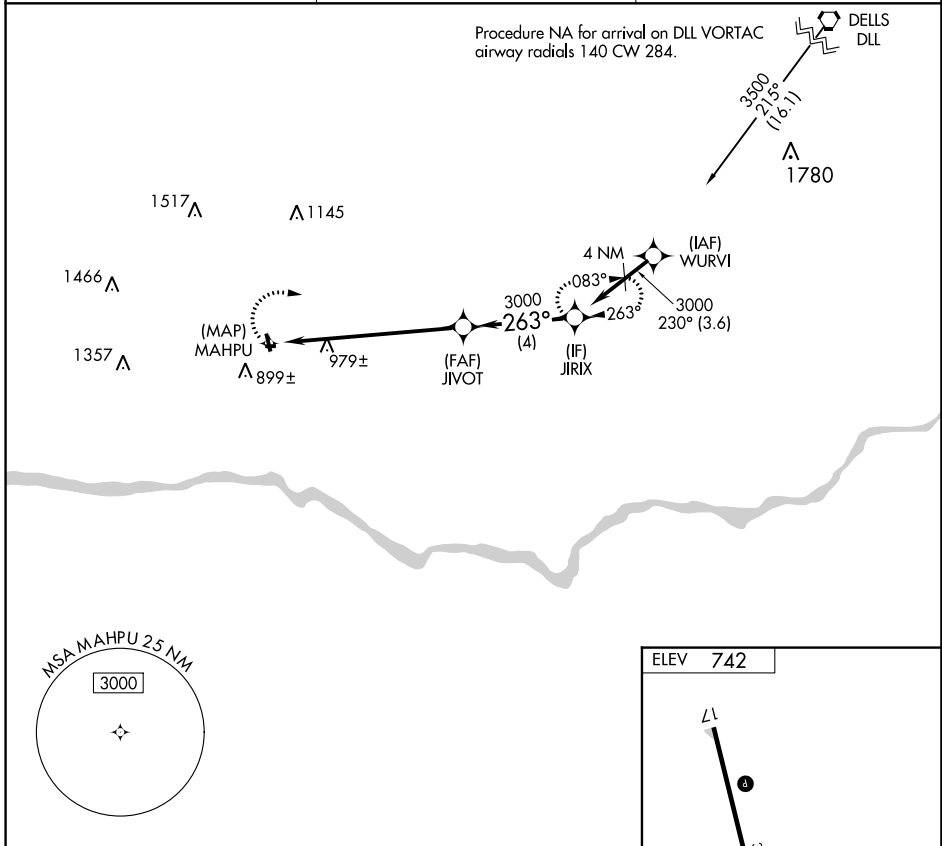 Procedure NA for arrival on DLL VORTAC
airway radials 140 CW 284.
DELLS
DLL
3500
215°
(16.1)
1780
1517
1145
1466
1357
(MAP)
MAHPU
899±
979±
(FAF)
JIVOT
3000
263°
(4)
4 NM
083°
263°
(IF)
JIRIX
(IAF)
WURVI
3000
230° (3.6)
MSA MAHPU 25 NM
3000
ELEV 742
17
P